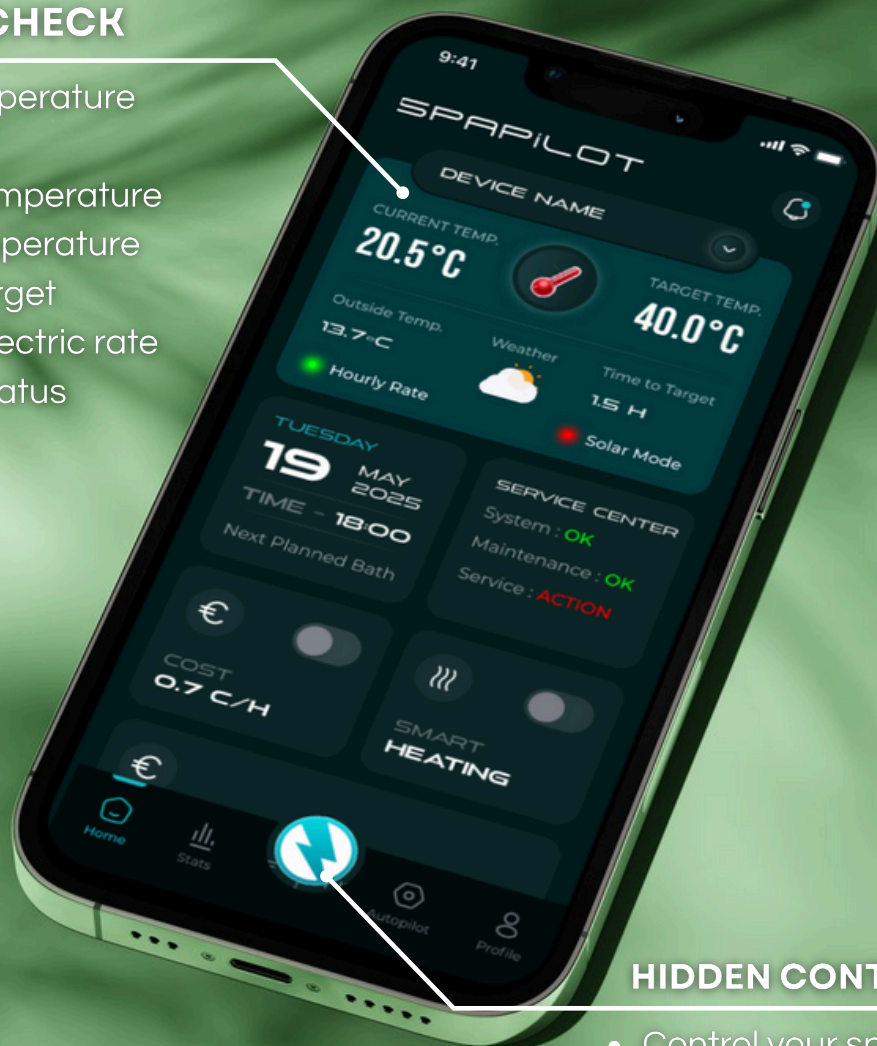 CHECK
perature
mperature
perature
rget
ectric rate
atus
9:41
SPAPiLOT
DEVICE NAME
CURRENT TEMP.
20.5°C
TARGET TEMP.
40.0°C
Outside Temp.
13.7°C
Weather
Time to Target
1.5 H
Hourly Rate
Solar Mode
TUESDAY
19 MAY
2025
TIME - 18:00
Next Planned Bath
SERVICE CENTER
System : OK
Maintenance : OK
Service : ACTION
€
COST
0.7 C/H
SMART
HEATING
€
Home
Stats
Autopilot
Profile
HIDDEN CONT
• Control your sp